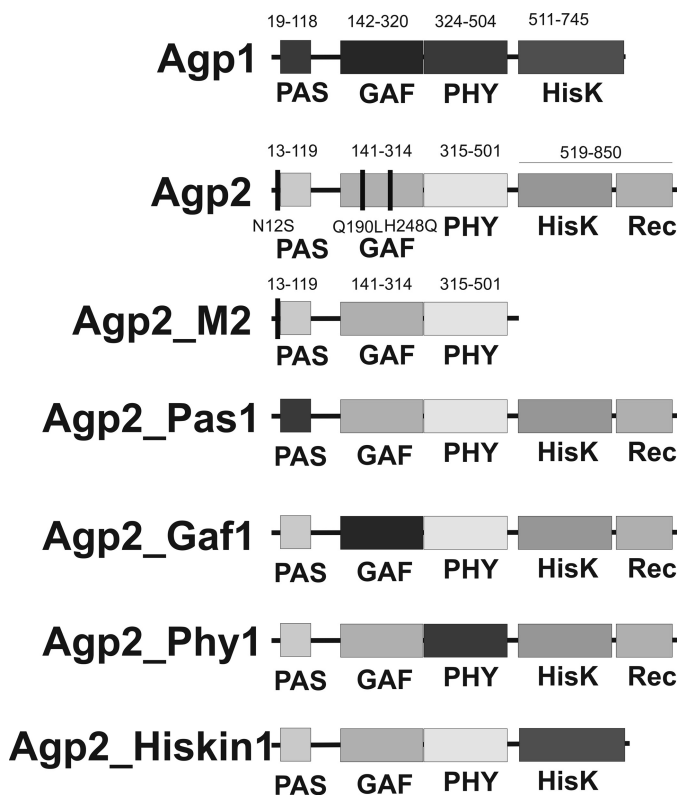 19-118 142-320 324-504 511-745
Agp1
PAS GAF PHY HisK
13-119 141-314 315-501 519-850
Agp2
N12S Q190L H248Q
PAS GAF PHY HisK Rec
13-119 141-314 315-501
Agp2_M2
PAS GAF PHY
Agp2_Pas1
PAS GAF PHY HisK Rec
Agp2_Gaf1
PAS GAF PHY HisK Rec
Agp2_Phy1
PAS GAF PHY HisK Rec
Agp2_Hiskin1
PAS GAF PHY HisK